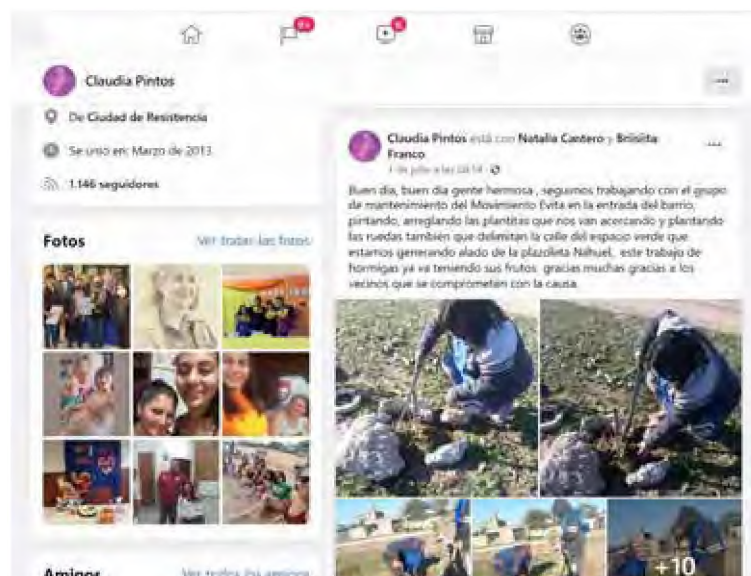 Claudia Pintos
De Ciudad de Resistencia
Se unió en: Marzo de 2013
1.146 seguidores
Fotos
Ver todas las fotos
Amigos
Ver todos los amigos
Claudia Pintos está con Natalia Cantero y Briisiita
Franco
1 de julio a las
Buen dia, buen dia gente hermosa , seguimos trabajando con el grupo
de mantenimiento del Movimiento Evita en la entrada del barrio,
pintando, arreglando las plantitas que nos van acercando y plantando
las ruedas también que delimitan la calle del espacio verde que
estamos generando alado de la plazoleta Nahuel, este trabajo de
hormigas ya va teniendo sus frutos gracias muchas gracias a los
vecinos que se comprometen con la causa.
+10